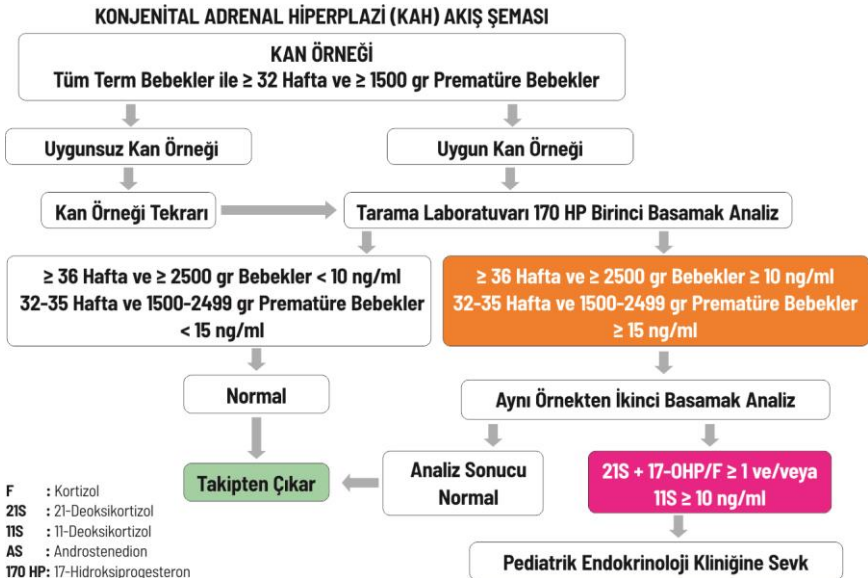 KONJENİTAL ADRENAL HİPERPLAZİ (KAH) AKIŞ ŞEMASI
KAN ÖRNEĞİ
Tüm Term Bebekler ile ≥ 32 Hafta ve ≥ 1500 gr Prematüre Bebekler
Uygunsuz Kan Örneği
Uygun Kan Örneği
Kan Örneği Tekrarı
Tarama Laboratuvarı 170 HP Birinci Basamak Analiz
≥ 36 Hafta ve ≥ 2500 gr Bebekler < 10 ng/ml
32-35 Hafta ve 1500-2499 gr Prematüre Bebekler
< 15 ng/ml
≥ 36 Hafta ve ≥ 2500 gr Bebekler ≥ 10 ng/ml
32-35 Hafta ve 1500-2499 gr Prematüre Bebekler
≥ 15 ng/ml
Normal
Aynı Örnekten İkinci Basamak Analiz
Takipten Çıkar
Analiz Sonucu
Normal
21S + 17-OHP/F ≥ 1 ve/veya
11S ≥ 10 ng/ml
Pediatrik Endokrinoloji Kliniğine Sevk
F : Kortizol
21S : 21-Deoksikortizol
11S : 11-Deoksikortizol
AS : Androstenedion
170 HP: 17-Hidroksiprogesteron